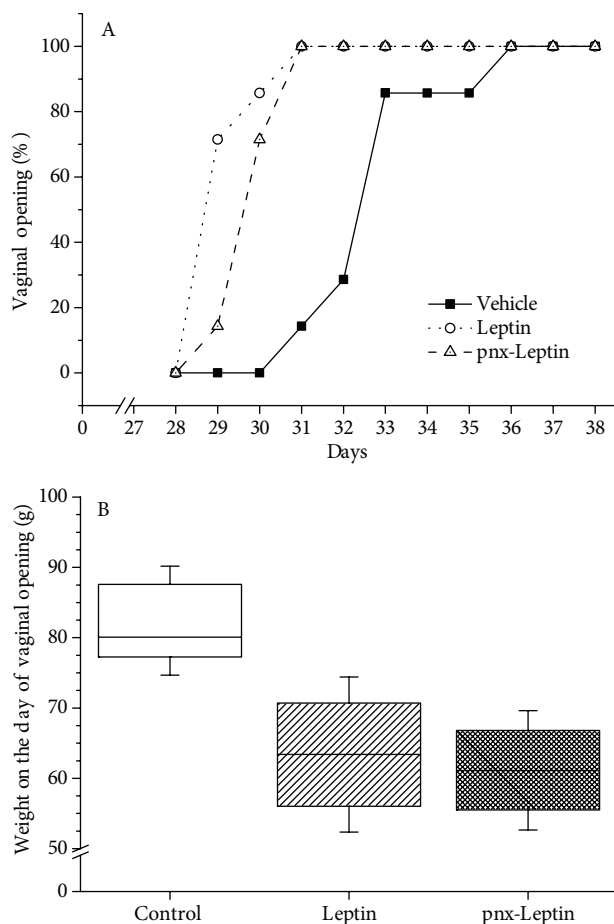 A
100
80
60
40
20
0
Vaginal opening (%)
Vehicle
Leptin
pnx-Leptin
0 27 28 29 30 31 32 33 34 35 36 37 38
Days
B
100
90
80
70
60
50
0
Weight on the day of vaginal opening (g)
Control Leptin pnx-Leptin